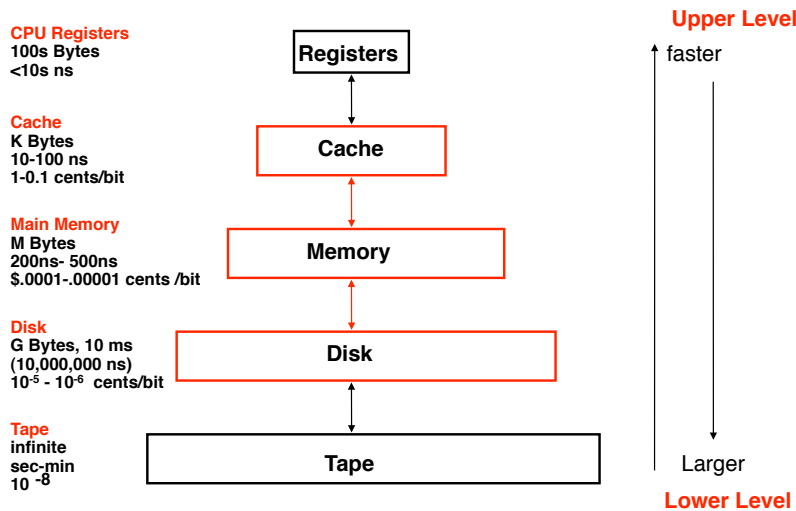 CPU Registers
100s Bytes
<10s ns
Registers
Upper Level
faster
Cache
K Bytes
10-100 ns
1-0.1 cents/bit
Cache
Main Memory
M Bytes
200ns- 500ns
$.0001-.00001 cents /bit
Memory
Disk
G Bytes, 10 ms
(10,000,000 ns)
10⁻⁵ - 10⁻⁶ cents/bit
Disk
Tape
infinite
sec-min
10 ⁻⁸
Tape
Larger
Lower Level